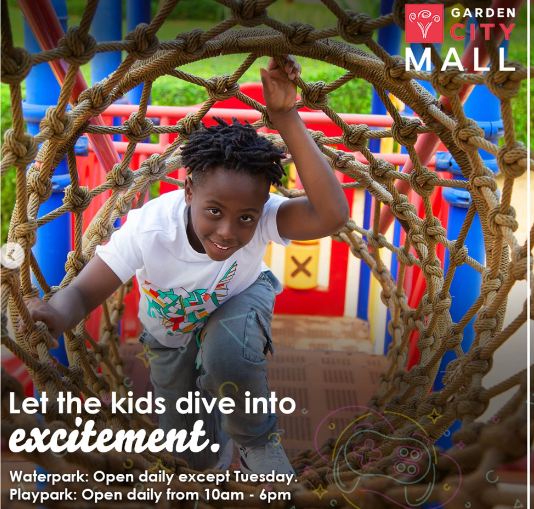 GARDEN
CITY
MALL
Let the kids dive into
excitement.
Waterpark: Open daily except Tuesday.
Playpark: Open daily from 10am - 6pm